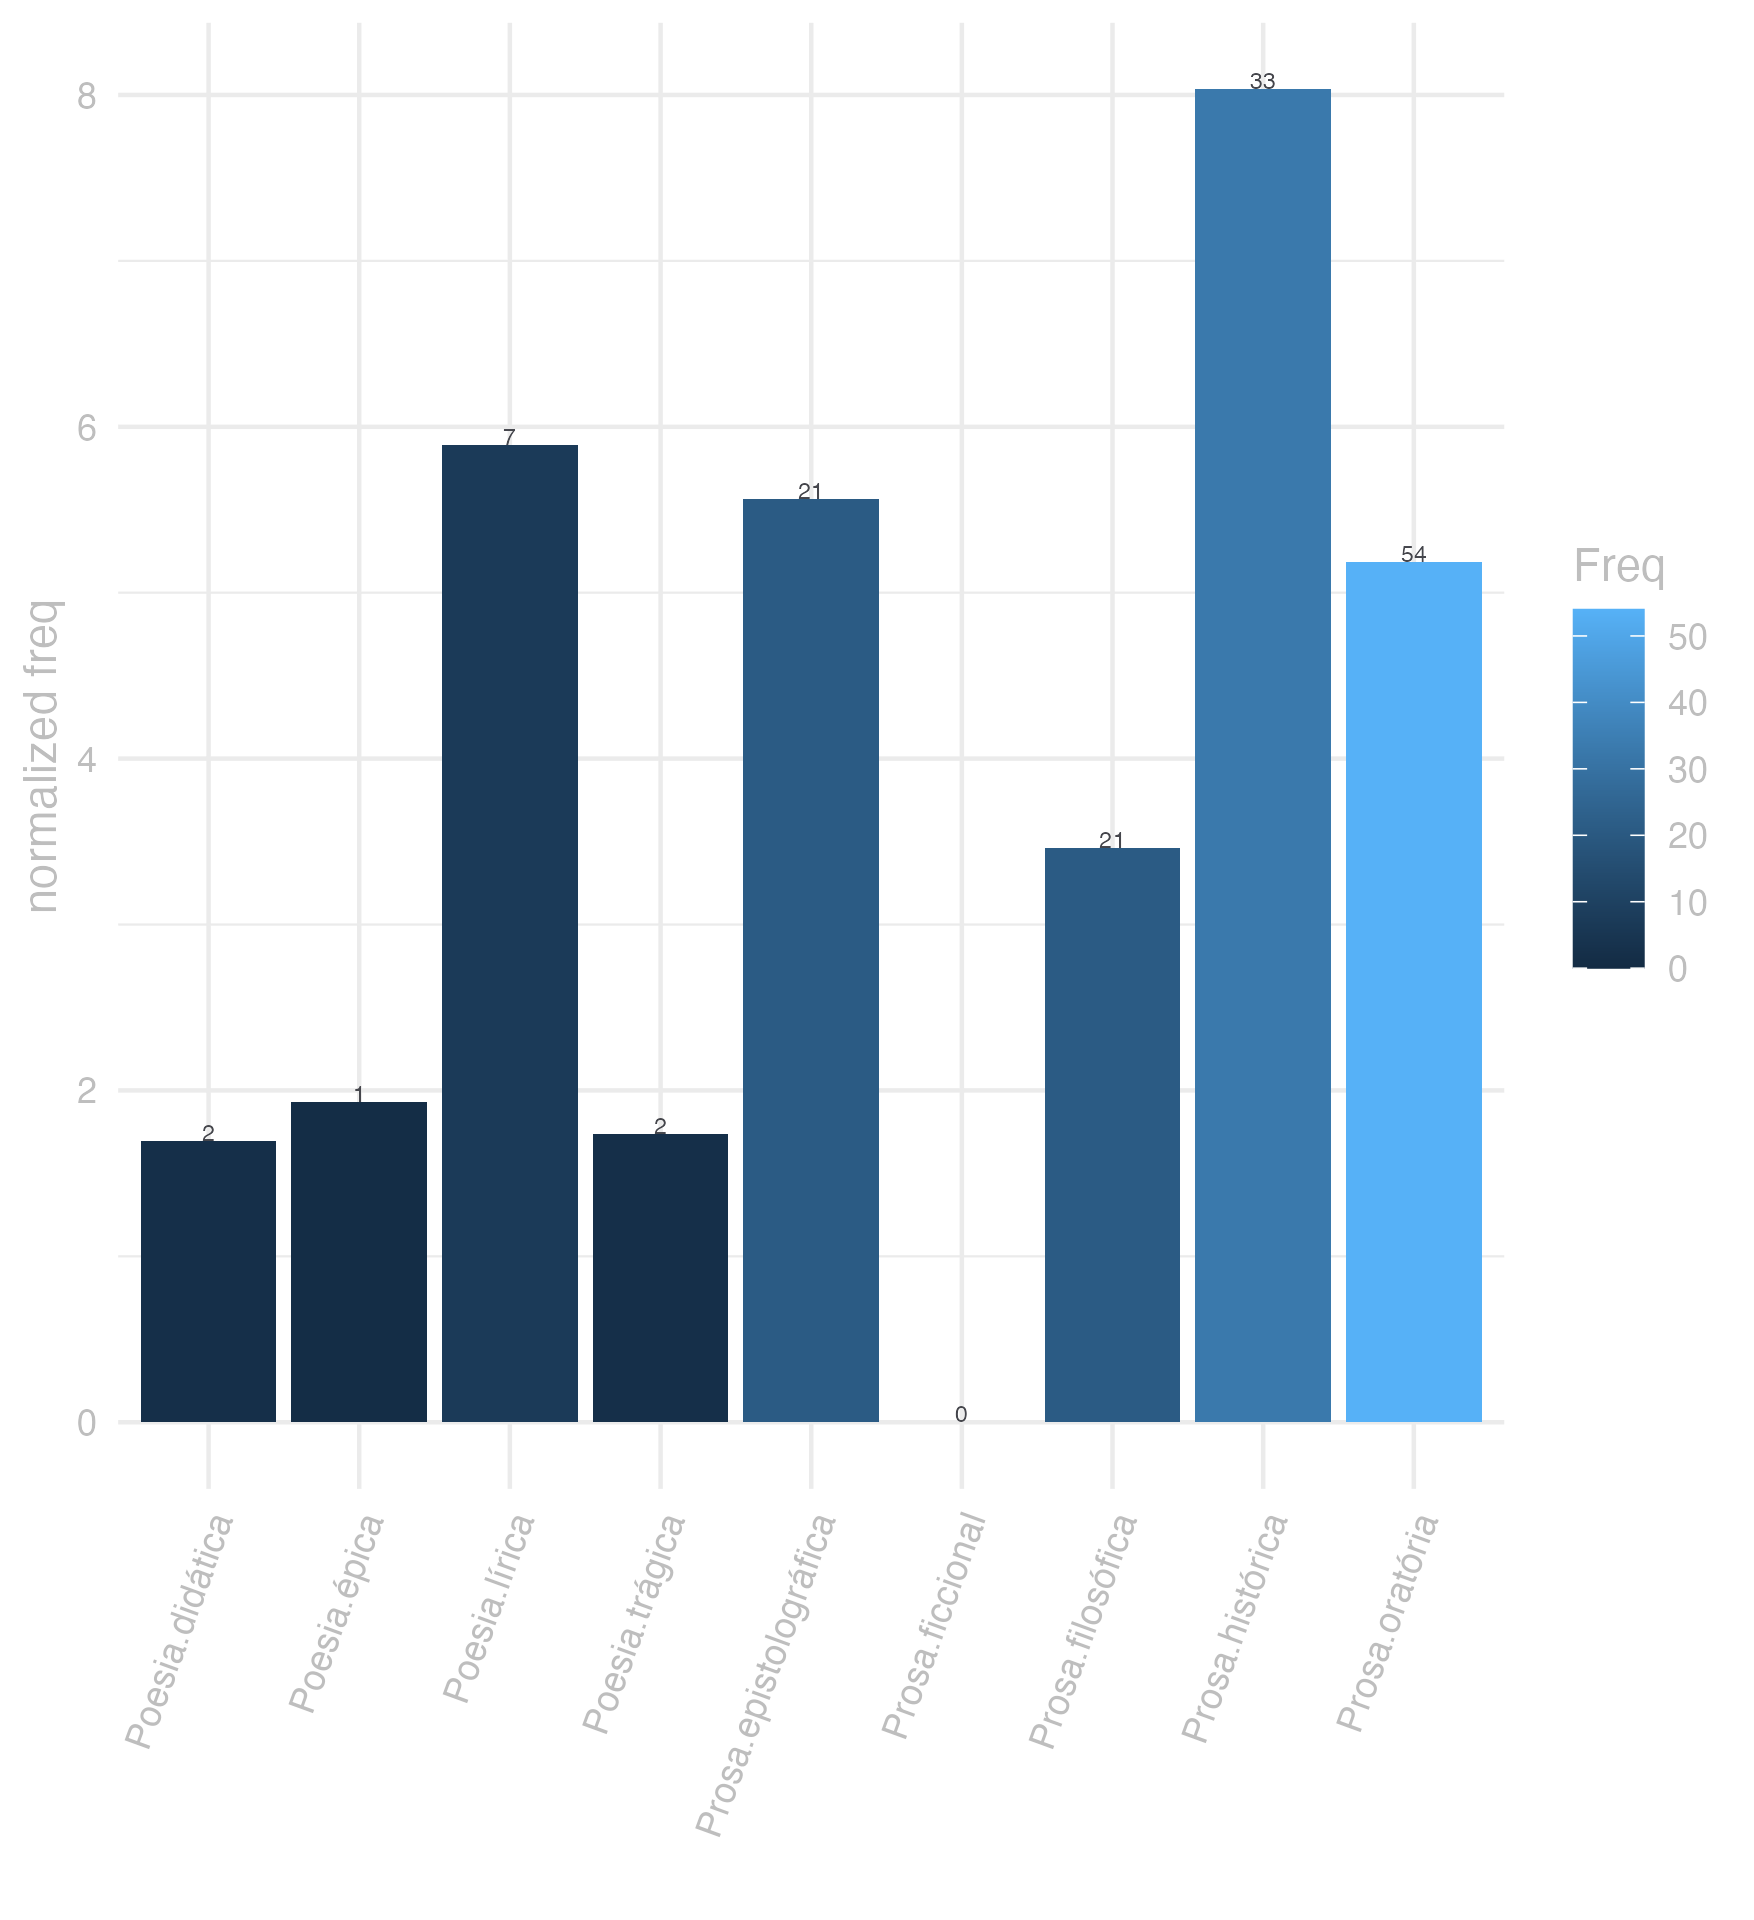 normalized freq
8
6
4
2
0
2
1
7
2
21
0
21
33
54
Poesia.didática
Poesia.épica
Poesia.lírica
Poesia.trágica
Prosa.epistolográfica
Prosa.ficcional
Prosa.filosófica
Prosa.histórica
Prosa.oratória
Freq
50
40
30
20
10
0